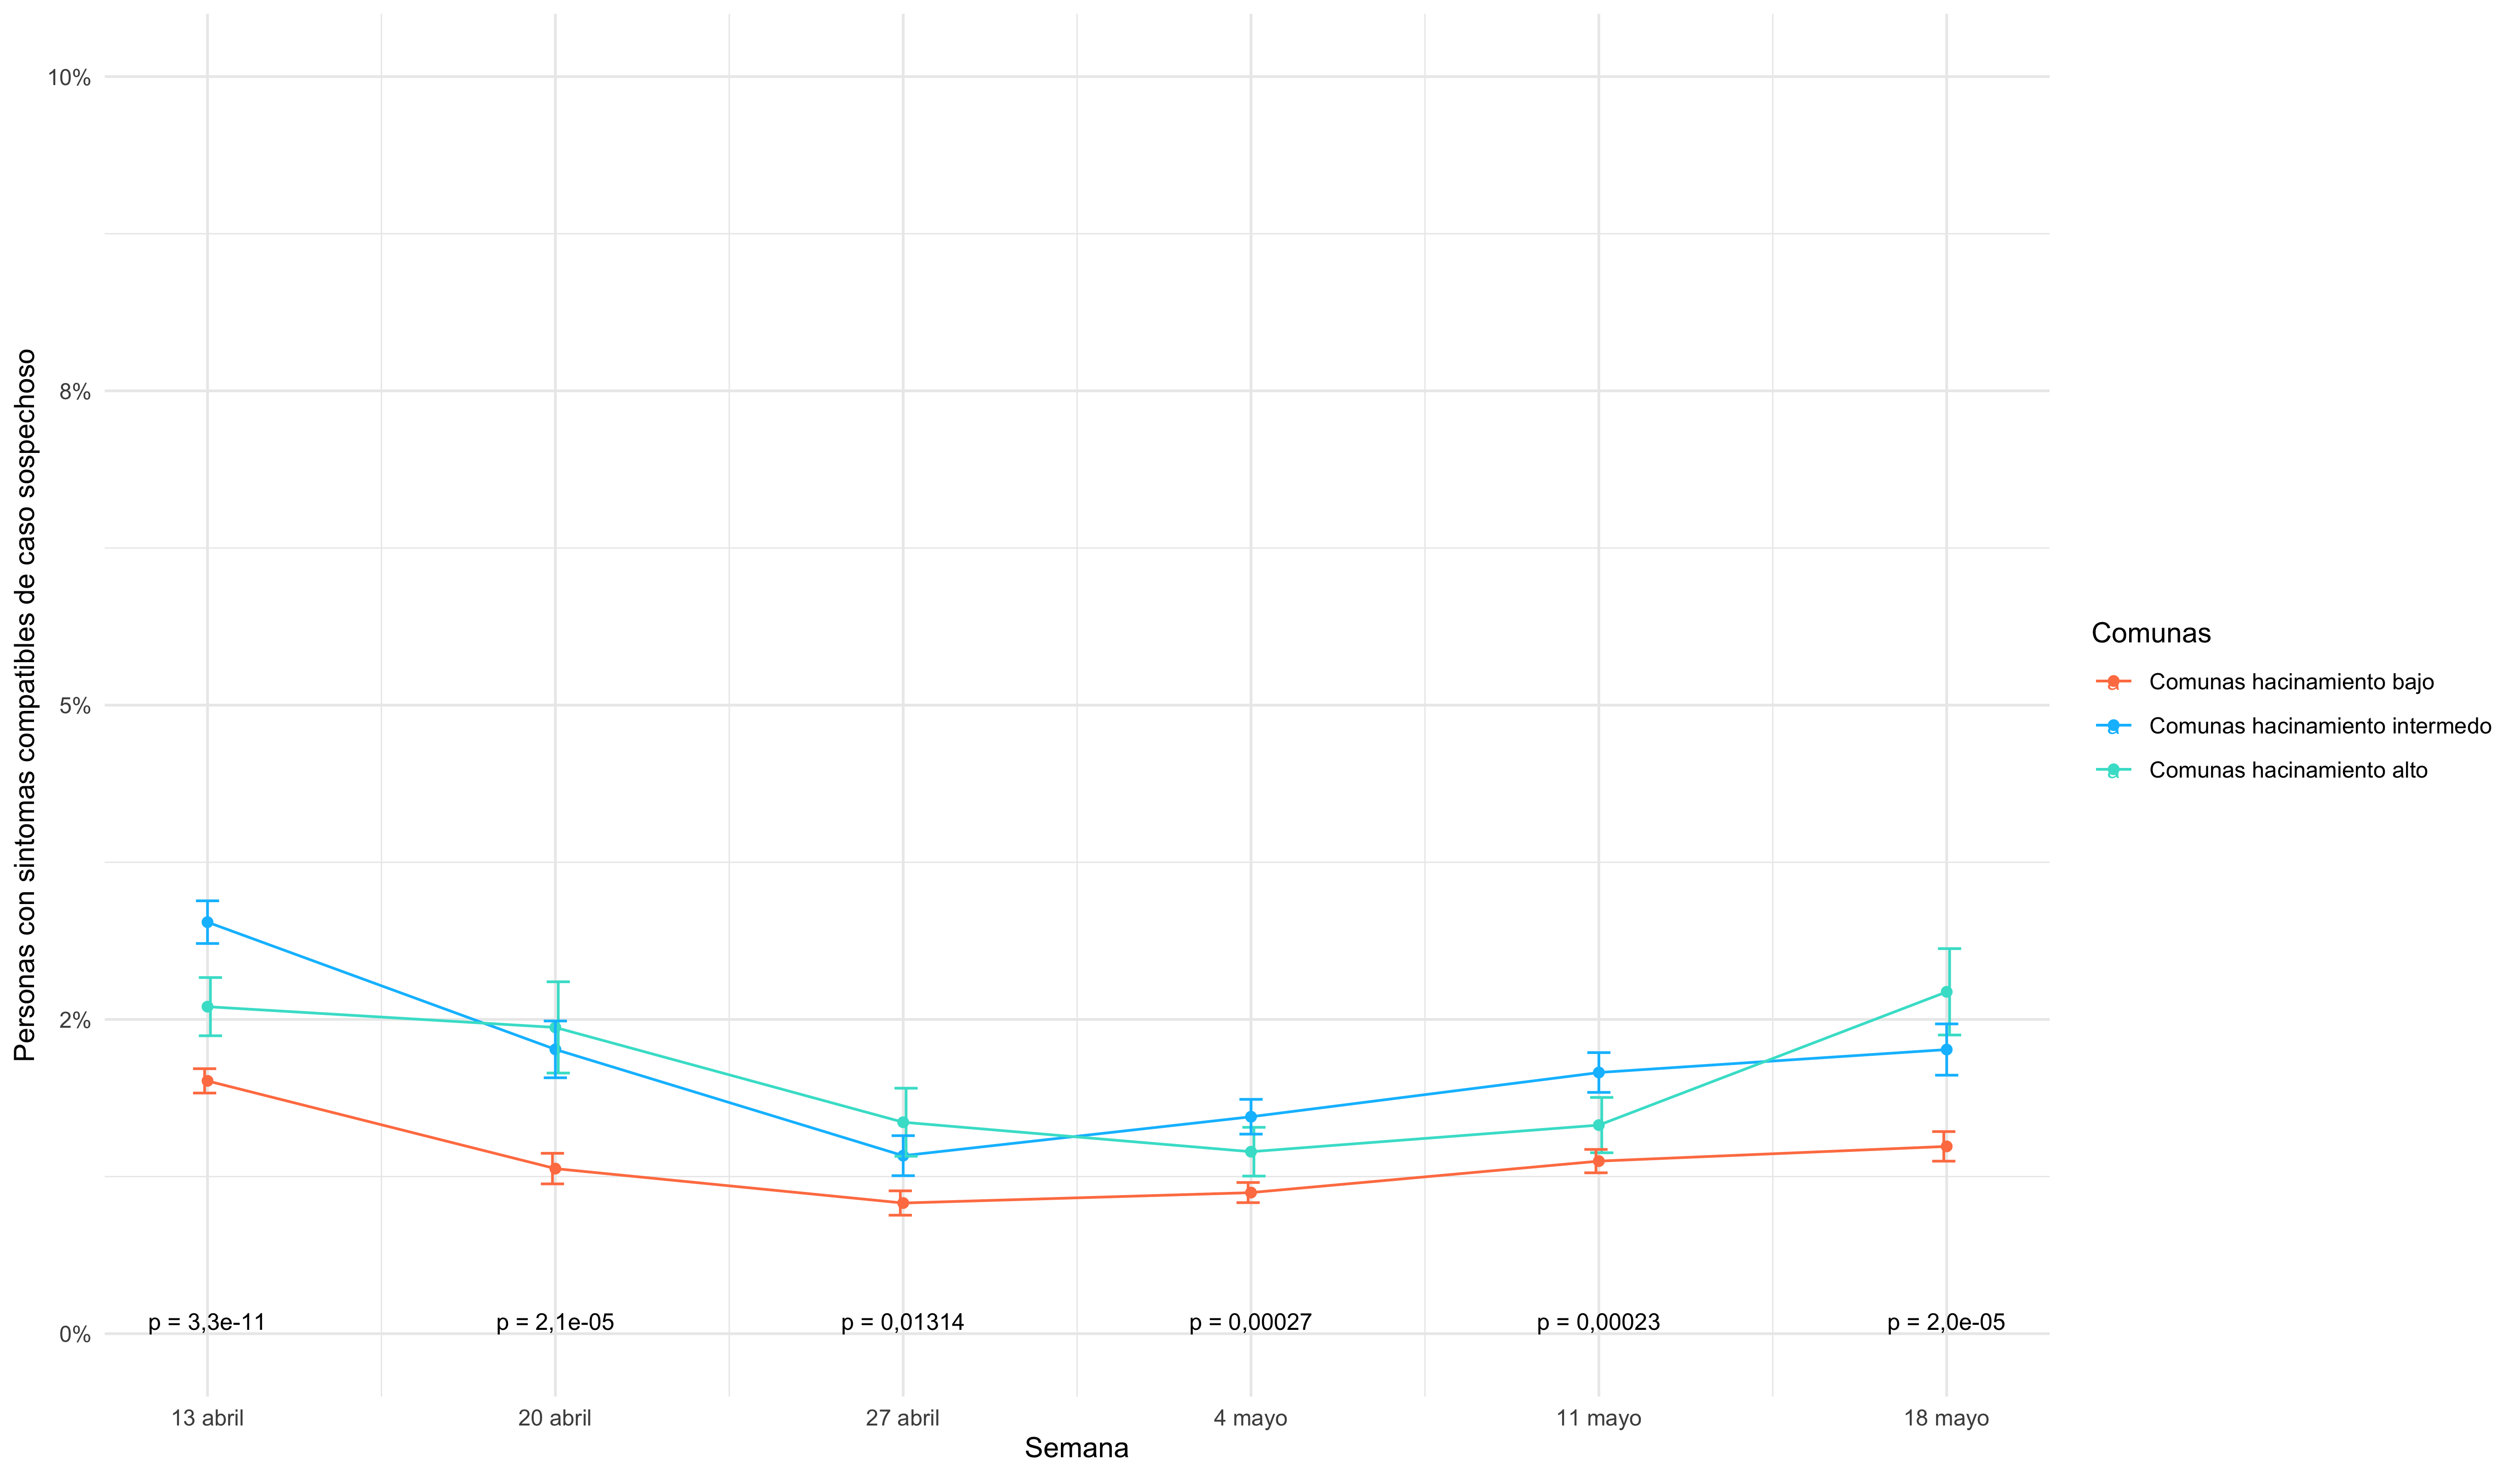 Personas con sintomas compatibles de caso sospechoso
10%
8%
5%
2%
0%
p = 3,3e-11
p = 2,1e-05
p = 0,01314
p = 0,00027
p = 0,00023
p = 2,0e-05
13 abril
20 abril
27 abril
4 mayo
11 mayo
18 mayo
Semana
Comunas
a Comunas hacinamiento bajo
a Comunas hacinamiento intermedo
a Comunas hacinamiento alto